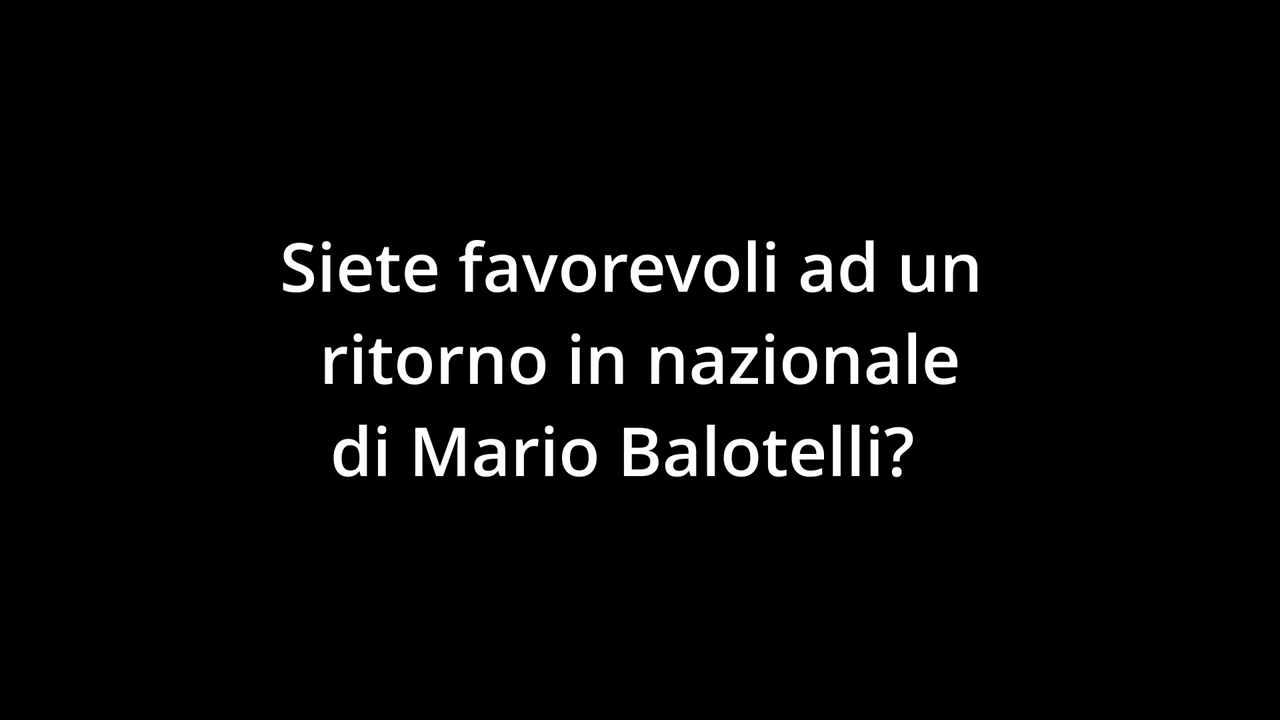 Siete favorevoli ad un
ritorno in nazionale
di Mario Balotelli?